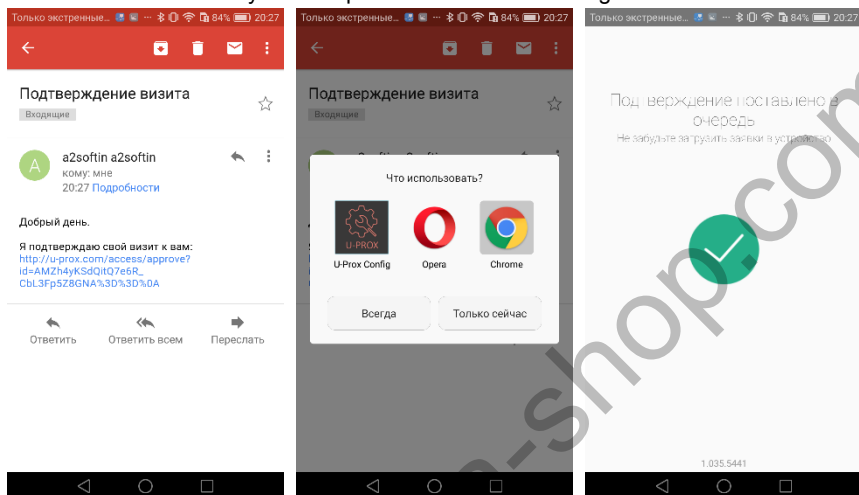 Только экстренные… 84% 20:27
Подтверждение визита
Входящие
A
a2softin a2softin
кому: мне
20:27 Подробности
Добрый день.
Я подтверждаю свой визит к вам:
http://u-prox.com/access/approve?
id=AMZh4yKSdQitQ7e6R_
CbL3Fp5Z8GNA%3D%3D%0A
Ответить
Ответить всем
Переслать
Только экстренные… 84% 20:27
Подтверждение визита
Входящие
Что использовать?
U-PROX
U-Prox Config
Opera
Chrome
Всегда
Только сейчас
Только экстренные… 84% 20:27
Подтверждение поставлено в
очередь
Не забудьте загрузить заявки в устройство
1.035.5441
-shop.com